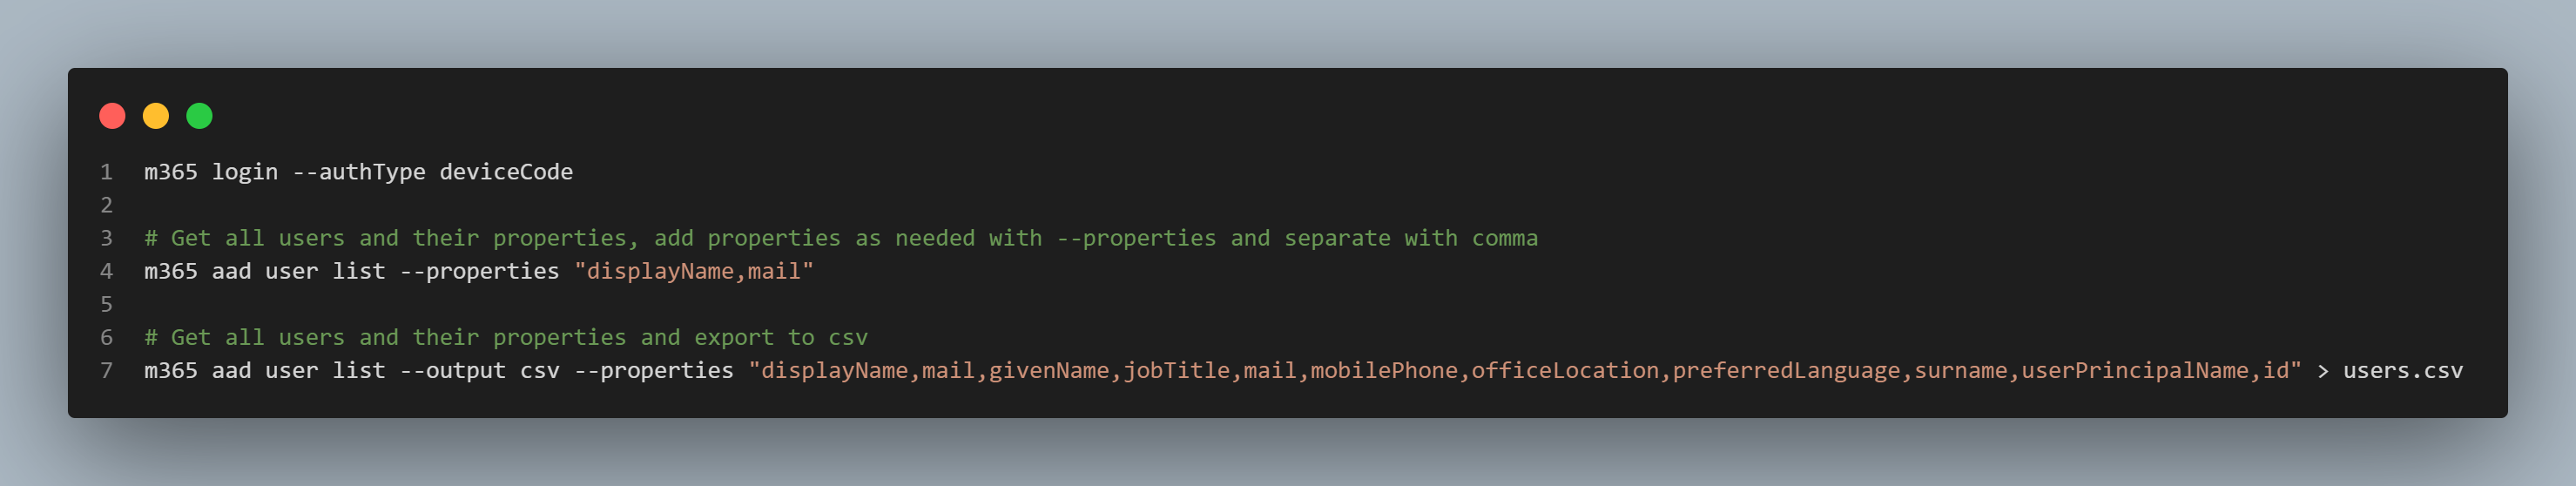 1 m365 login --authType deviceCode
2
3 # Get all users and their properties, add properties as needed with --properties and separate with comma
4 m365 aad user list --properties "displayName,mail"
5
6 # Get all users and their properties and export to csv
7 m365 aad user list --output csv --properties "displayName,mail,givenName,jobTitle,mail,mobilePhone,officeLocation,preferredLanguage,surname,userPrincipalName,id" > users.csv